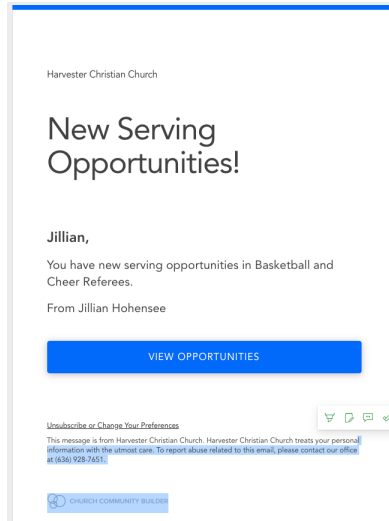 Harvester Christian Church
New Serving
Opportunities!
Jillian,
You have new serving opportunities in Basketball and
Cheer Referees.
From Jillian Hohensee
VIEW OPPORTUNITIES
Unsubscribe or Change Your Preferences
This message is from Harvester Christian Church. Harvester Christian Church treats your personal
information with the utmost care. To report abuse related to this email, please contact our office
at (636) 928-7651.
CHURCH COMMUNITY BUILDER